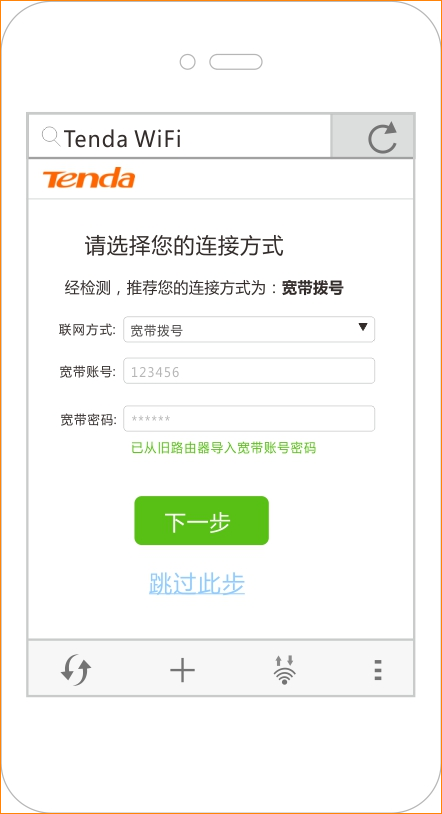 Tenda WiFi
Tenda
请选择您的连接方式
经检测，推荐您的连接方式为：宽带拨号
联网方式: 宽带拨号
宽带账号: 123456
宽带密码: ******
已从旧路由器导入宽带账号密码
下一步
跳过此步